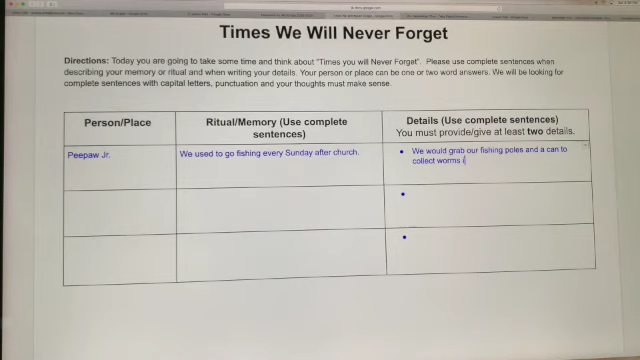 Times We Will Never Forget
Directions: Today you are going to take some time and think about "Times you will Never Forget". Please use complete sentences when
describing your memory or ritual and when writing your details. Your person or place can be one or two word answers. We will be looking for
complete sentences with capital letters, punctuation and your thoughts must make sense.
Person/Place
Ritual/Memory (Use complete
sentences)
Details (Use complete sentences)
You must provide/give at least two details.
Peepaw Jr.
We used to go fishing every Sunday after church.
We would grab our fishing poles and a can to
collect worms i